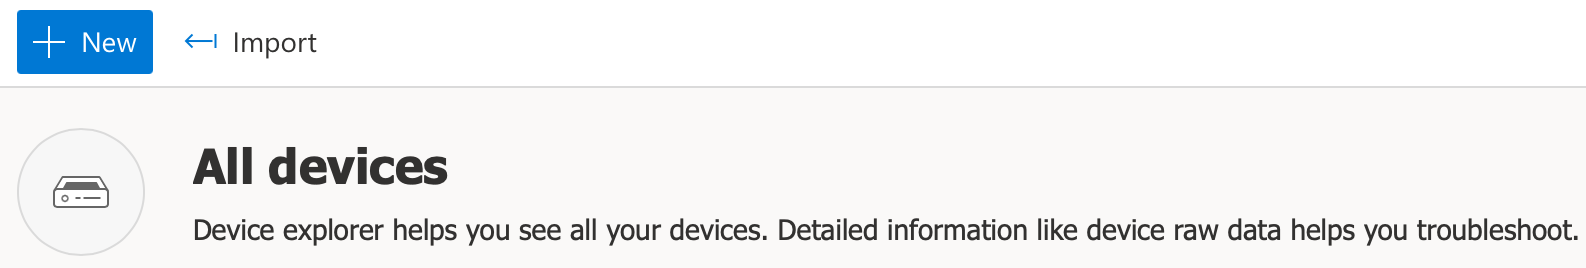 New
Import
All devices
Device explorer helps you see all your devices. Detailed information like device raw data helps you troubleshoot.